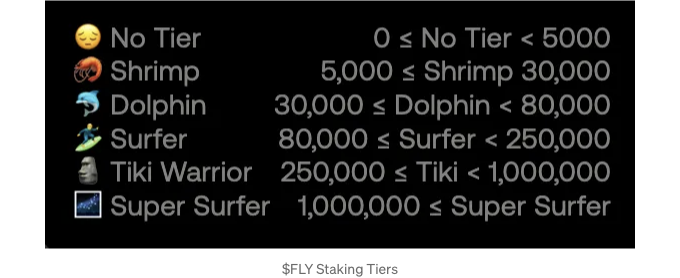 😔 No Tier 0 ≤ No Tier < 5000
🦐 Shrimp 5,000 ≤ Shrimp 30,000
🐬 Dolphin 30,000 ≤ Dolphin < 80,000
🏄 Surfer 80,000 ≤ Surfer < 250,000
🗿 Tiki Warrior 250,000 ≤ Tiki < 1,000,000
🌌 Super Surfer 1,000,000 ≤ Super Surfer
$FLY Staking Tiers